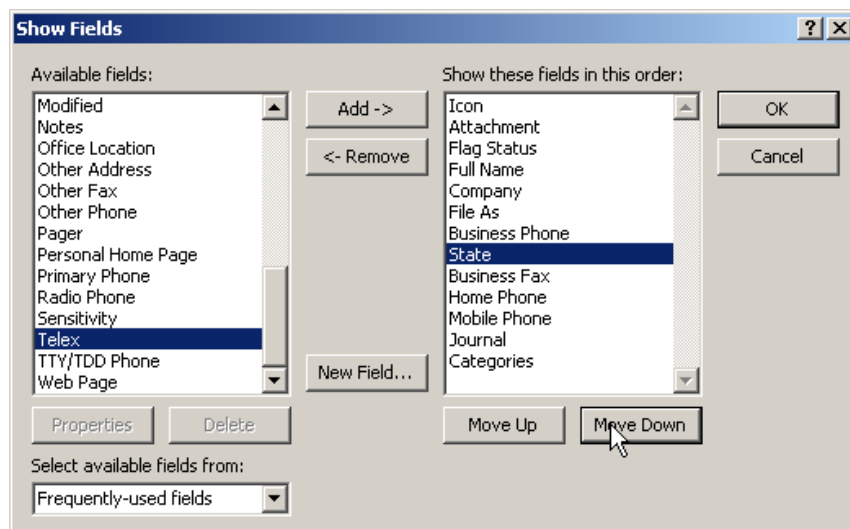 Show Fields
Available fields:
Modified
Notes
Office Location
Other Address
Other Fax
Other Phone
Pager
Personal Home Page
Primary Phone
Radio Phone
Sensitivity
Telex
TTY/TDD Phone
Web Page
Add ->
<- Remove
New Field...
Properties
Delete
Select available fields from:
Frequently-used fields
Show these fields in this order:
Icon
Attachment
Flag Status
Full Name
Company
File As
Business Phone
State
Business Fax
Home Phone
Mobile Phone
Journal
Categories
Move Up
Move Down
OK
Cancel